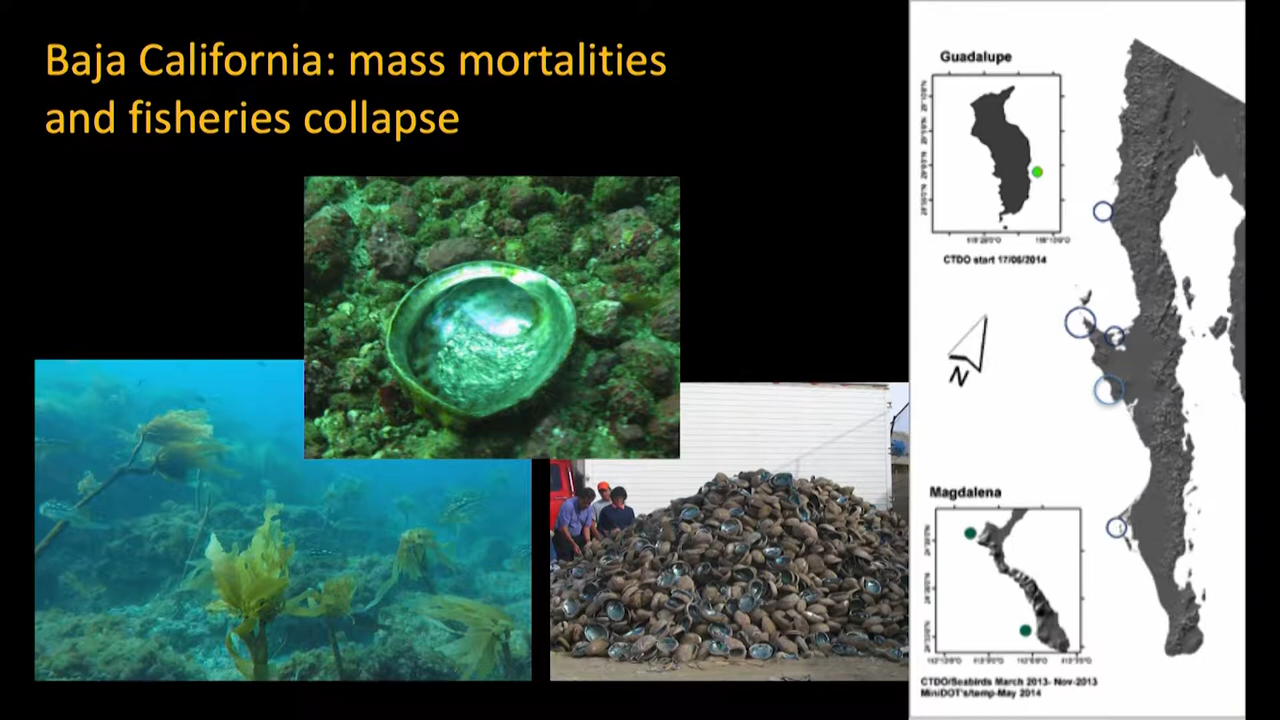 Baja California: mass mortalities
and fisheries collapse
Guadalupe
CTDO start 17/06/2014
N
Magdalena
CTDO/Seabirds March 2013- Nov-2013
MiniDOT's/temp-May 2014